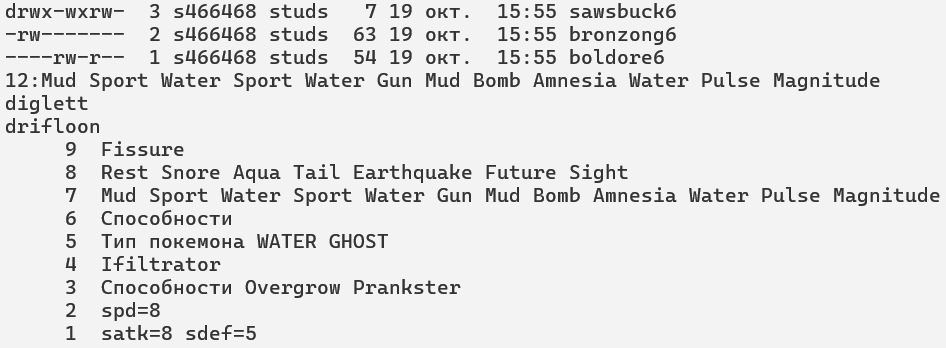 drwx-wxrw-  3 s466468 studs   7 19 окт.  15:55 sawsbuck6
-rw-------  2 s466468 studs  63 19 окт.  15:55 bronzong6
----rw-r--  1 s466468 studs  54 19 окт.  15:55 boldore6
12:Mud Sport Water Sport Water Gun Mud Bomb Amnesia Water Pulse Magnitude
diglett
drifloon
     9  Fissure
     8  Rest Snore Aqua Tail Earthquake Future Sight
     7  Mud Sport Water Sport Water Gun Mud Bomb Amnesia Water Pulse Magnitude
     6  Способности
     5  Тип покемона WATER GHOST
     4  Ifiltrator
     3  Способности Overgrow Prankster
     2  spd=8
     1  satk=8 sdef=5